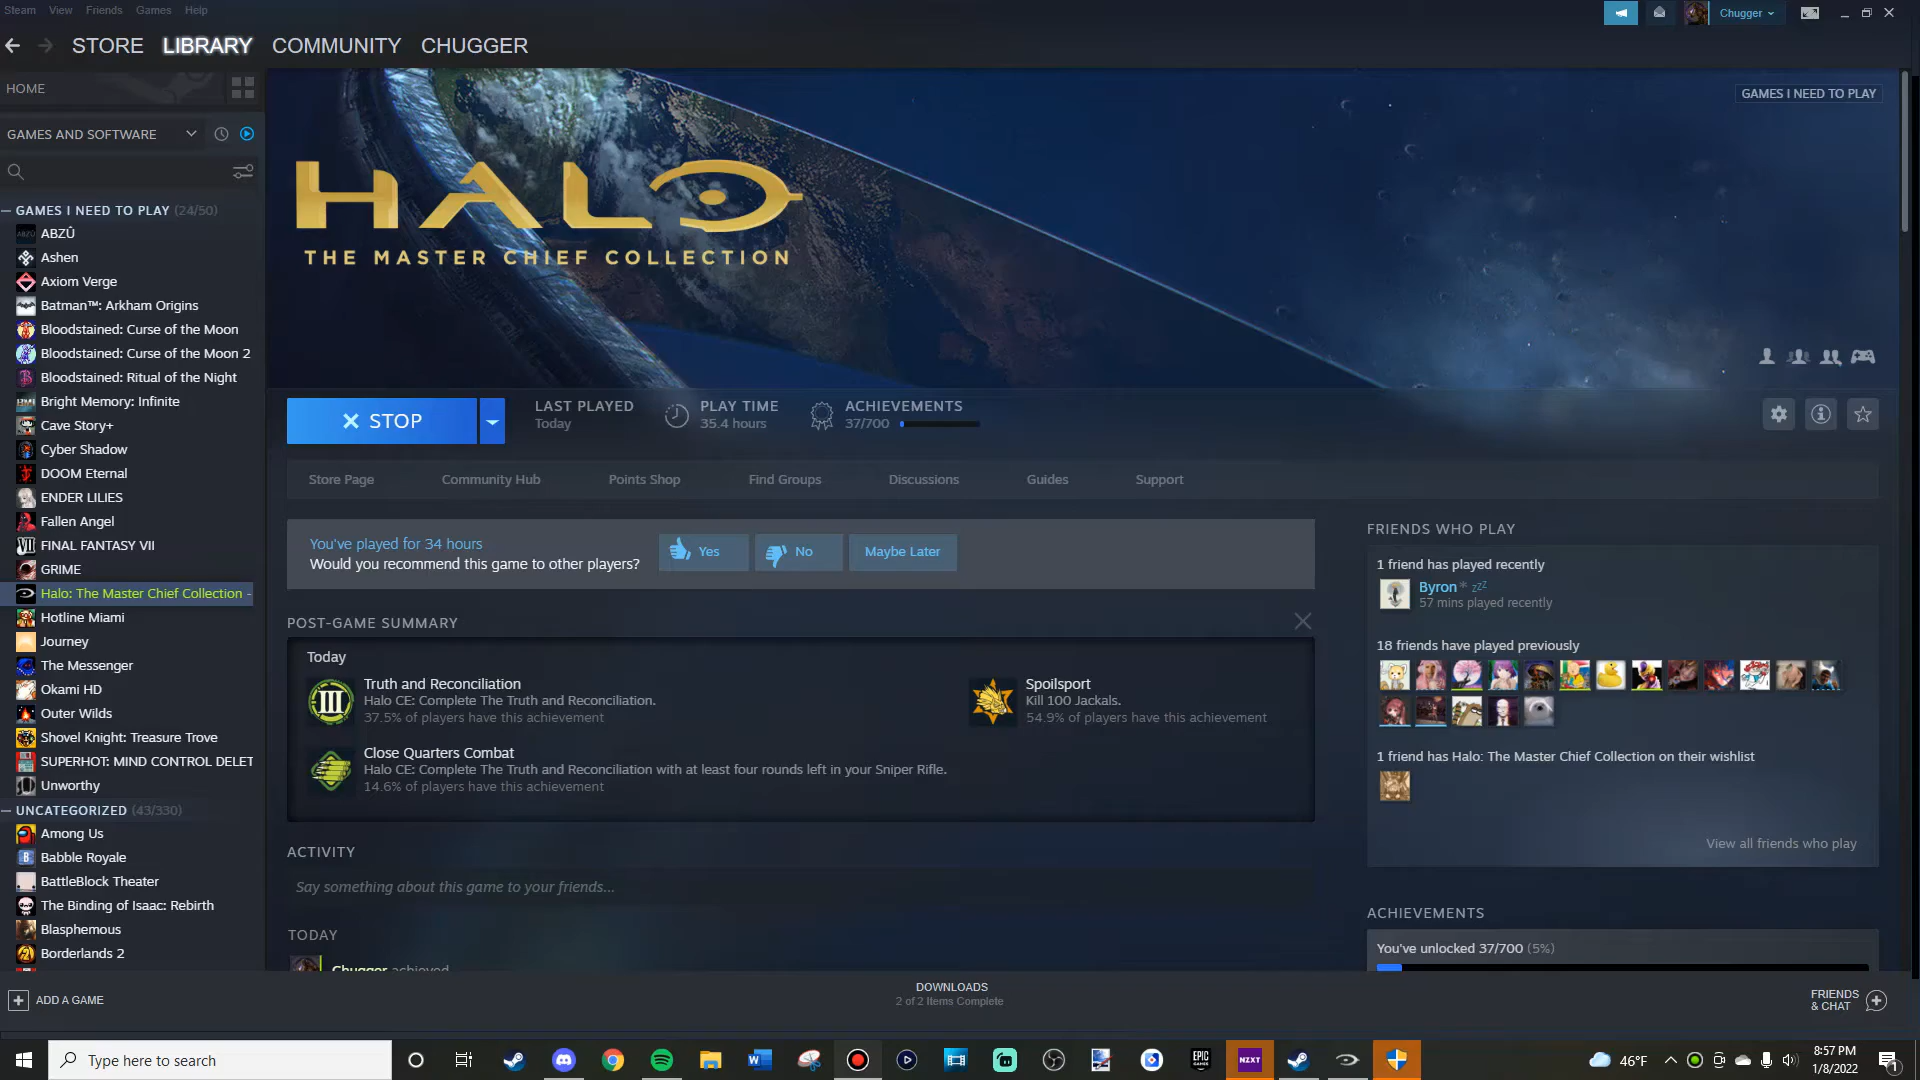 Steam View Friends Games Help
Chugger
STORE LIBRARY COMMUNITY CHUGGER
HOME
GAMES AND SOFTWARE
GAMES I NEED TO PLAY (24/50)
ABZÛ
Ashen
Axiom Verge
Batman™: Arkham Origins
Bloodstained: Curse of the Moon
Bloodstained: Curse of the Moon 2
Bloodstained: Ritual of the Night
Bright Memory: Infinite
Cave Story+
Cyber Shadow
DOOM Eternal
ENDER LILIES
Fallen Angel
FINAL FANTASY VII
GRIME
Halo: The Master Chief Collection -
Hotline Miami
Journey
The Messenger
Okami HD
Outer Wilds
Shovel Knight: Treasure Trove
SUPERHOT: MIND CONTROL DELET
Unworthy
UNCATEGORIZED (43/330)
Among Us
Babble Royale
BattleBlock Theater
The Binding of Isaac: Rebirth
Blasphemous
Borderlands 2
ADD A GAME
GAMES I NEED TO PLAY
HALO
THE MASTER CHIEF COLLECTION
STOP
LAST PLAYED
Today
PLAY TIME
35.4 hours
ACHIEVEMENTS
37/700
Store Page Community Hub Points Shop Find Groups Discussions Guides Support
You've played for 34 hours
Would you recommend this game to other players?
Yes No Maybe Later
POST-GAME SUMMARY
Today
Truth and Reconciliation
Halo CE: Complete The Truth and Reconciliation.
37.5% of players have this achievement
Spoilsport
Kill 100 Jackals.
54.9% of players have this achievement
Close Quarters Combat
Halo CE: Complete The Truth and Reconciliation with at least four rounds left in your Sniper Rifle.
14.6% of players have this achievement
ACTIVITY
Say something about this game to your friends...
TODAY
Chugger achieved
FRIENDS WHO PLAY
1 friend has played recently
Byron * zzZ
57 mins played recently
18 friends have played previously
1 friend has Halo: The Master Chief Collection on their wishlist
View all friends who play
ACHIEVEMENTS
You've unlocked 37/700 (5%)
DOWNLOADS
2 of 2 Items Complete
FRIENDS
& CHAT
Type here to search
EPIC
GAMES
NZXT
46°F
8:57 PM
1/8/2022
1